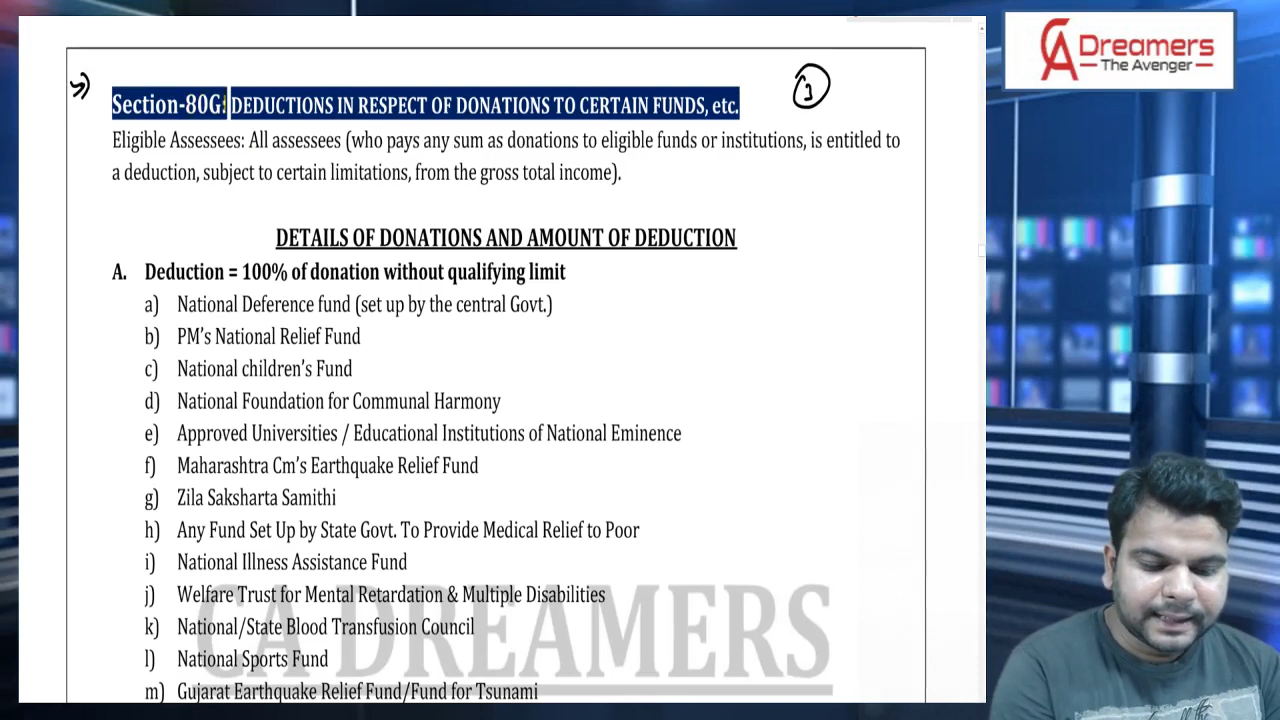 Dreamers
The Avenger
Section-80G: DEDUCTIONS IN RESPECT OF DONATIONS TO CERTAIN FUNDS, etc.
Eligible Assessees: All assessees (who pays any sum as donations to eligible funds or institutions, is entitled to
a deduction, subject to certain limitations, from the gross total income).
DETAILS OF DONATIONS AND AMOUNT OF DEDUCTION
A. Deduction = 100% of donation without qualifying limit
a) National Deference fund (set up by the central Govt.)
b) PM's National Relief Fund
c) National children's Fund
d) National Foundation for Communal Harmony
e) Approved Universities / Educational Institutions of National Eminence
f) Maharashtra Cm's Earthquake Relief Fund
g) Zila Saksharta Samithi
h) Any Fund Set Up by State Govt. To Provide Medical Relief to Poor
i) National Illness Assistance Fund
j) Welfare Trust for Mental Retardation & Multiple Disabilities
k) National/State Blood Transfusion Council
l) National Sports Fund
m) Gujarat Earthquake Relief Fund/Fund for Tsunami
CA DREAMERS